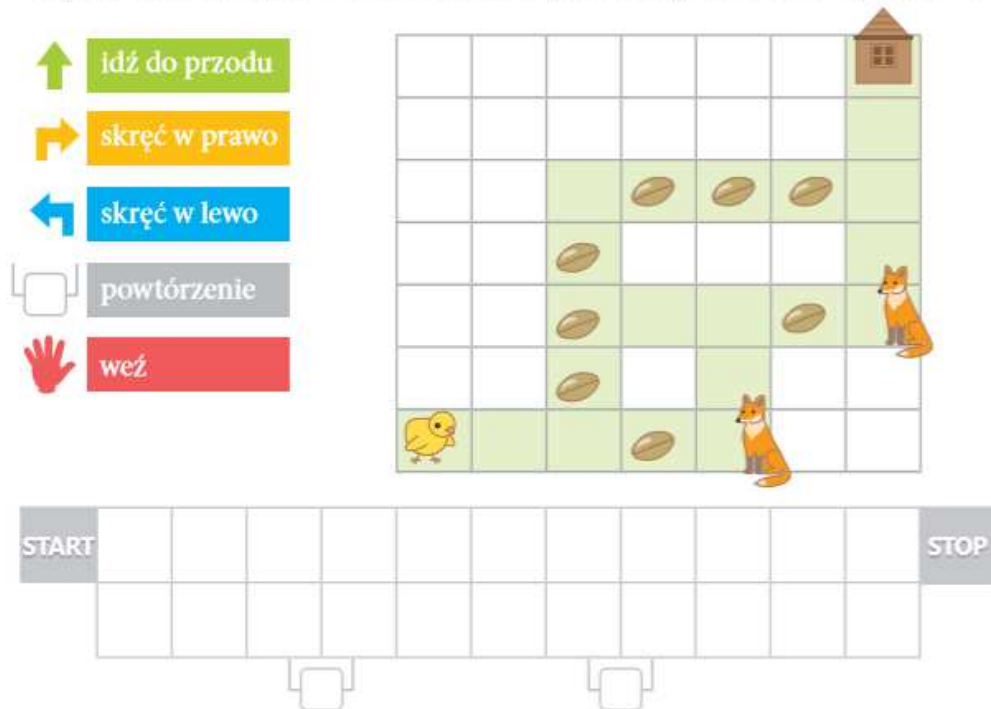 idź do przodu
skręć w prawo
skręć w lewo
powtórzenie
weź
START
STOP